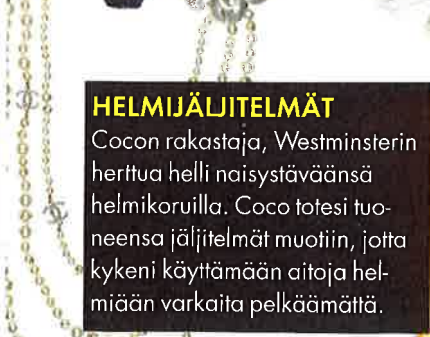 HELMIJÄLJITELMÄT
Cocon rakastaja, Westminsterin
herttua helli naisystäväänsä
helmikoruilla. Coco totesi tuo-
neensa jäljitelmät muotiin, jotta
kykeni käyttämään aitoja hel-
miään varkaita pelkäämättä.